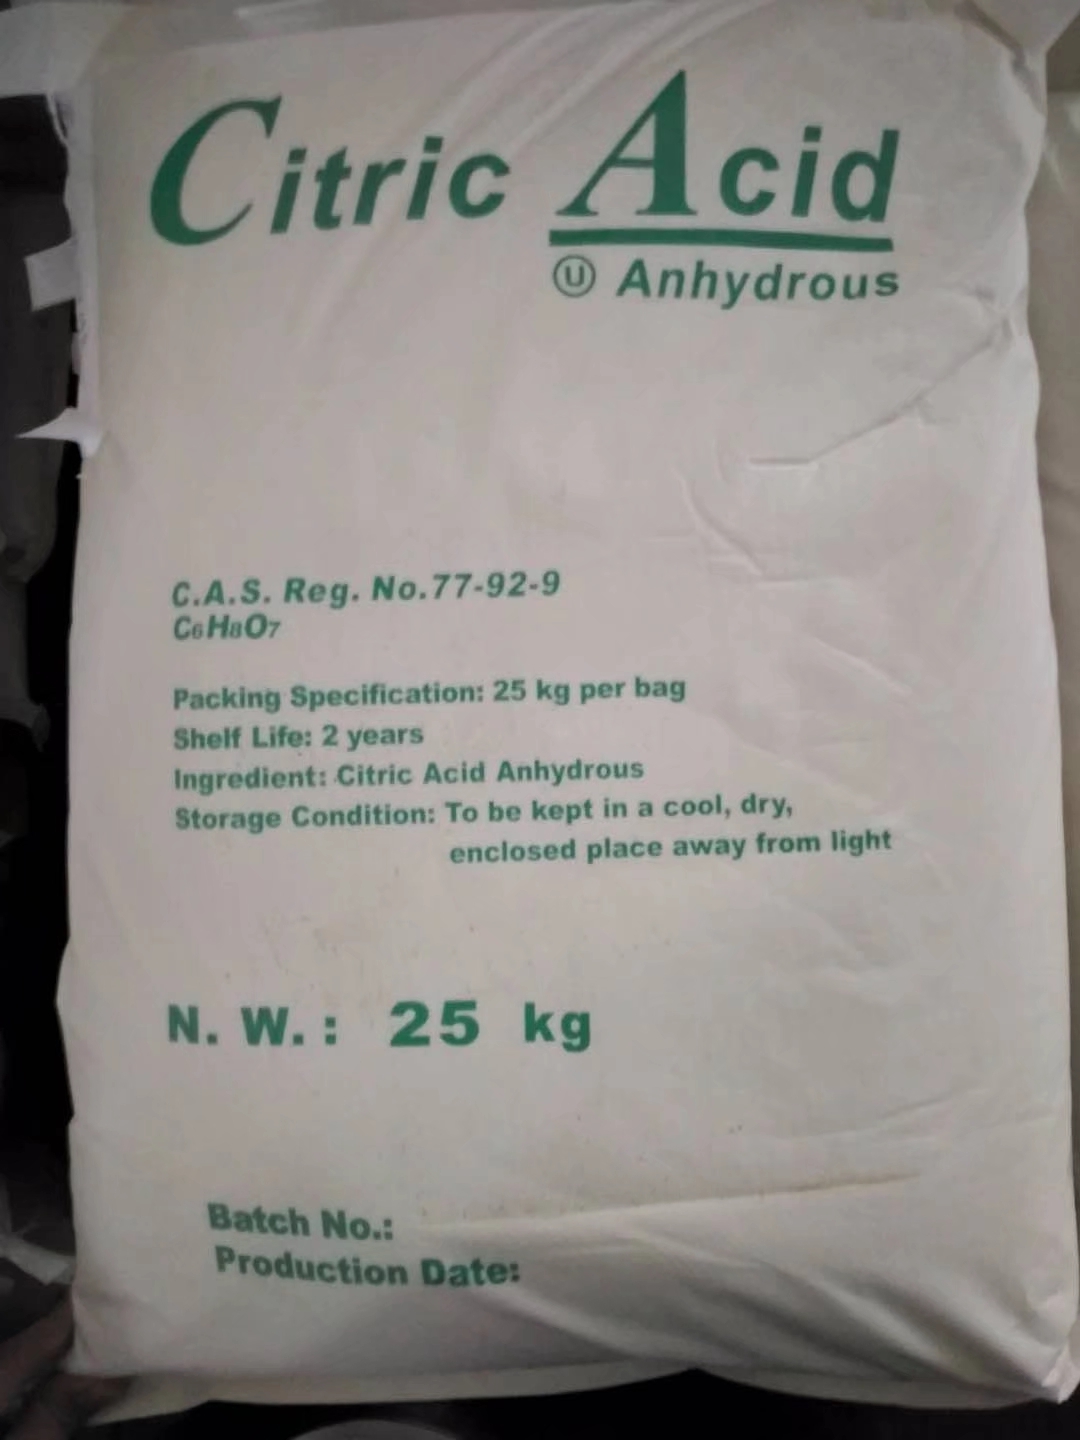 Citric Acid
Ⓤ Anhydrous
C.A.S. Reg. No.77-92-9
C6H8O7
Packing Specification: 25 kg per bag
Shelf Life: 2 years
Ingredient: Citric Acid Anhydrous
Storage Condition: To be kept in a cool, dry,
enclosed place away from light
N. W.: 25 kg
Batch No.:
Production Date: